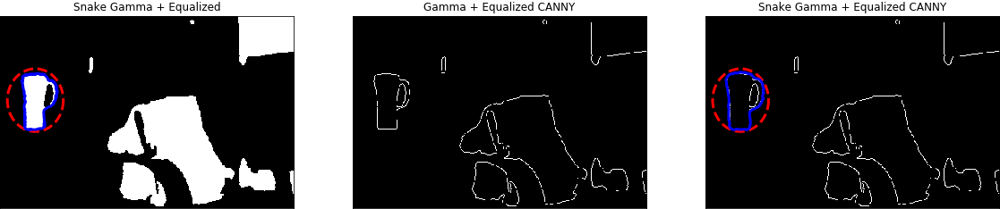 Snake Gamma + Equalized
Gamma + Equalized CANNY
Snake Gamma + Equalized CANNY